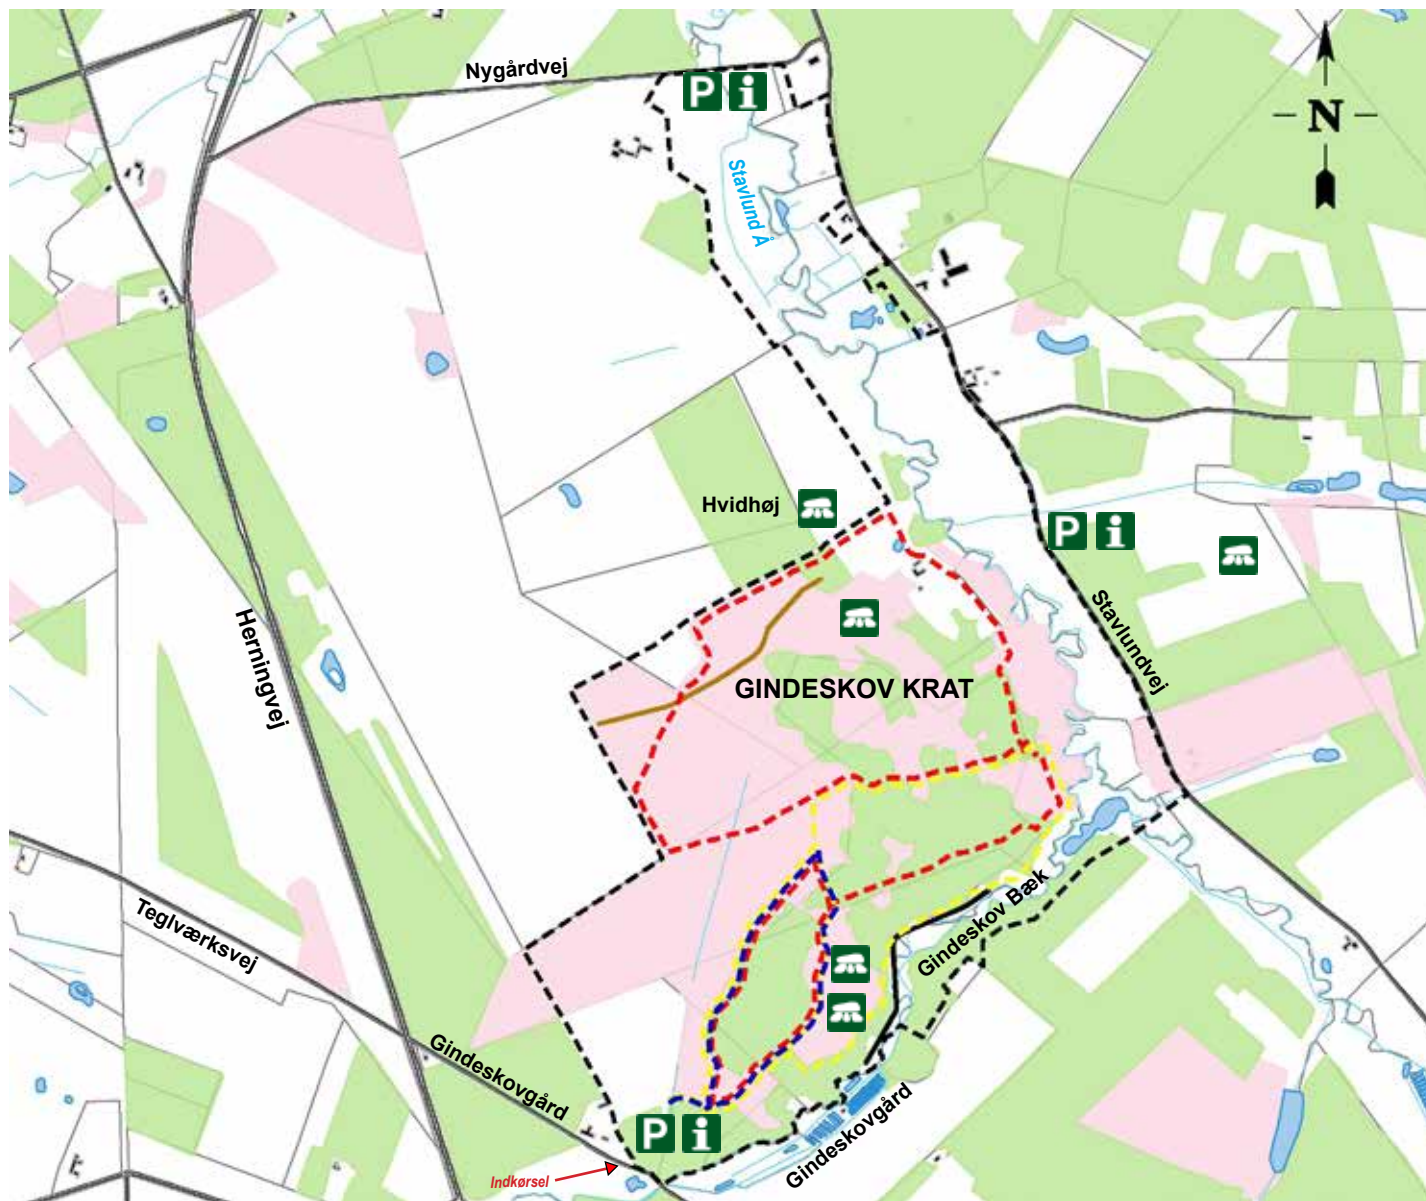 Nygårdvej
P i
N
Stavlund Å
Hvidhøj
P i
Stavlundvej
Herningvej
GINDESKOV KRAT
Teglværksvej
Gindeskov Bæk
Gindeskovgård
P i
Gindeskovgård
Indkørsel